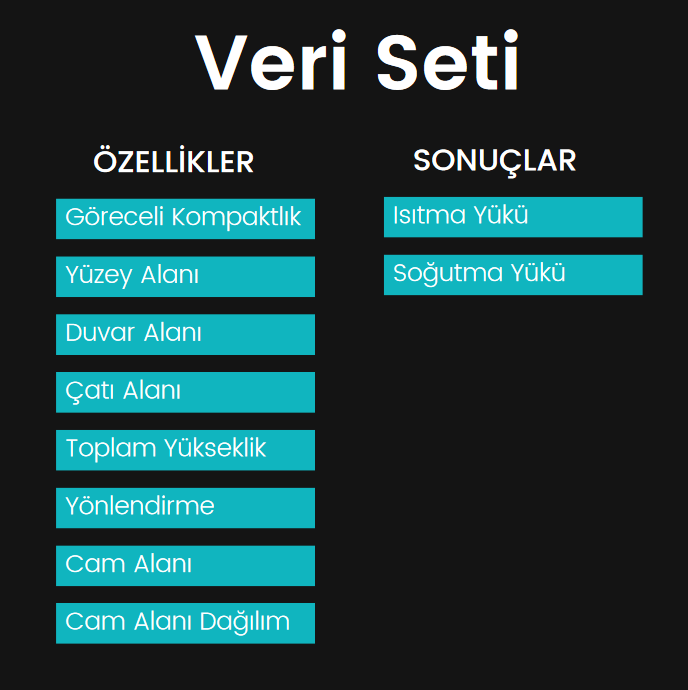 Veri Seti
ÖZELLİKLER
Göreceli Kompaktlık
Yüzey Alanı
Duvar Alanı
Çatı Alanı
Toplam Yükseklik
Yönlendirme
Cam Alanı
Cam Alanı Dağılım
SONUÇLAR
Isıtma Yükü
Soğutma Yükü